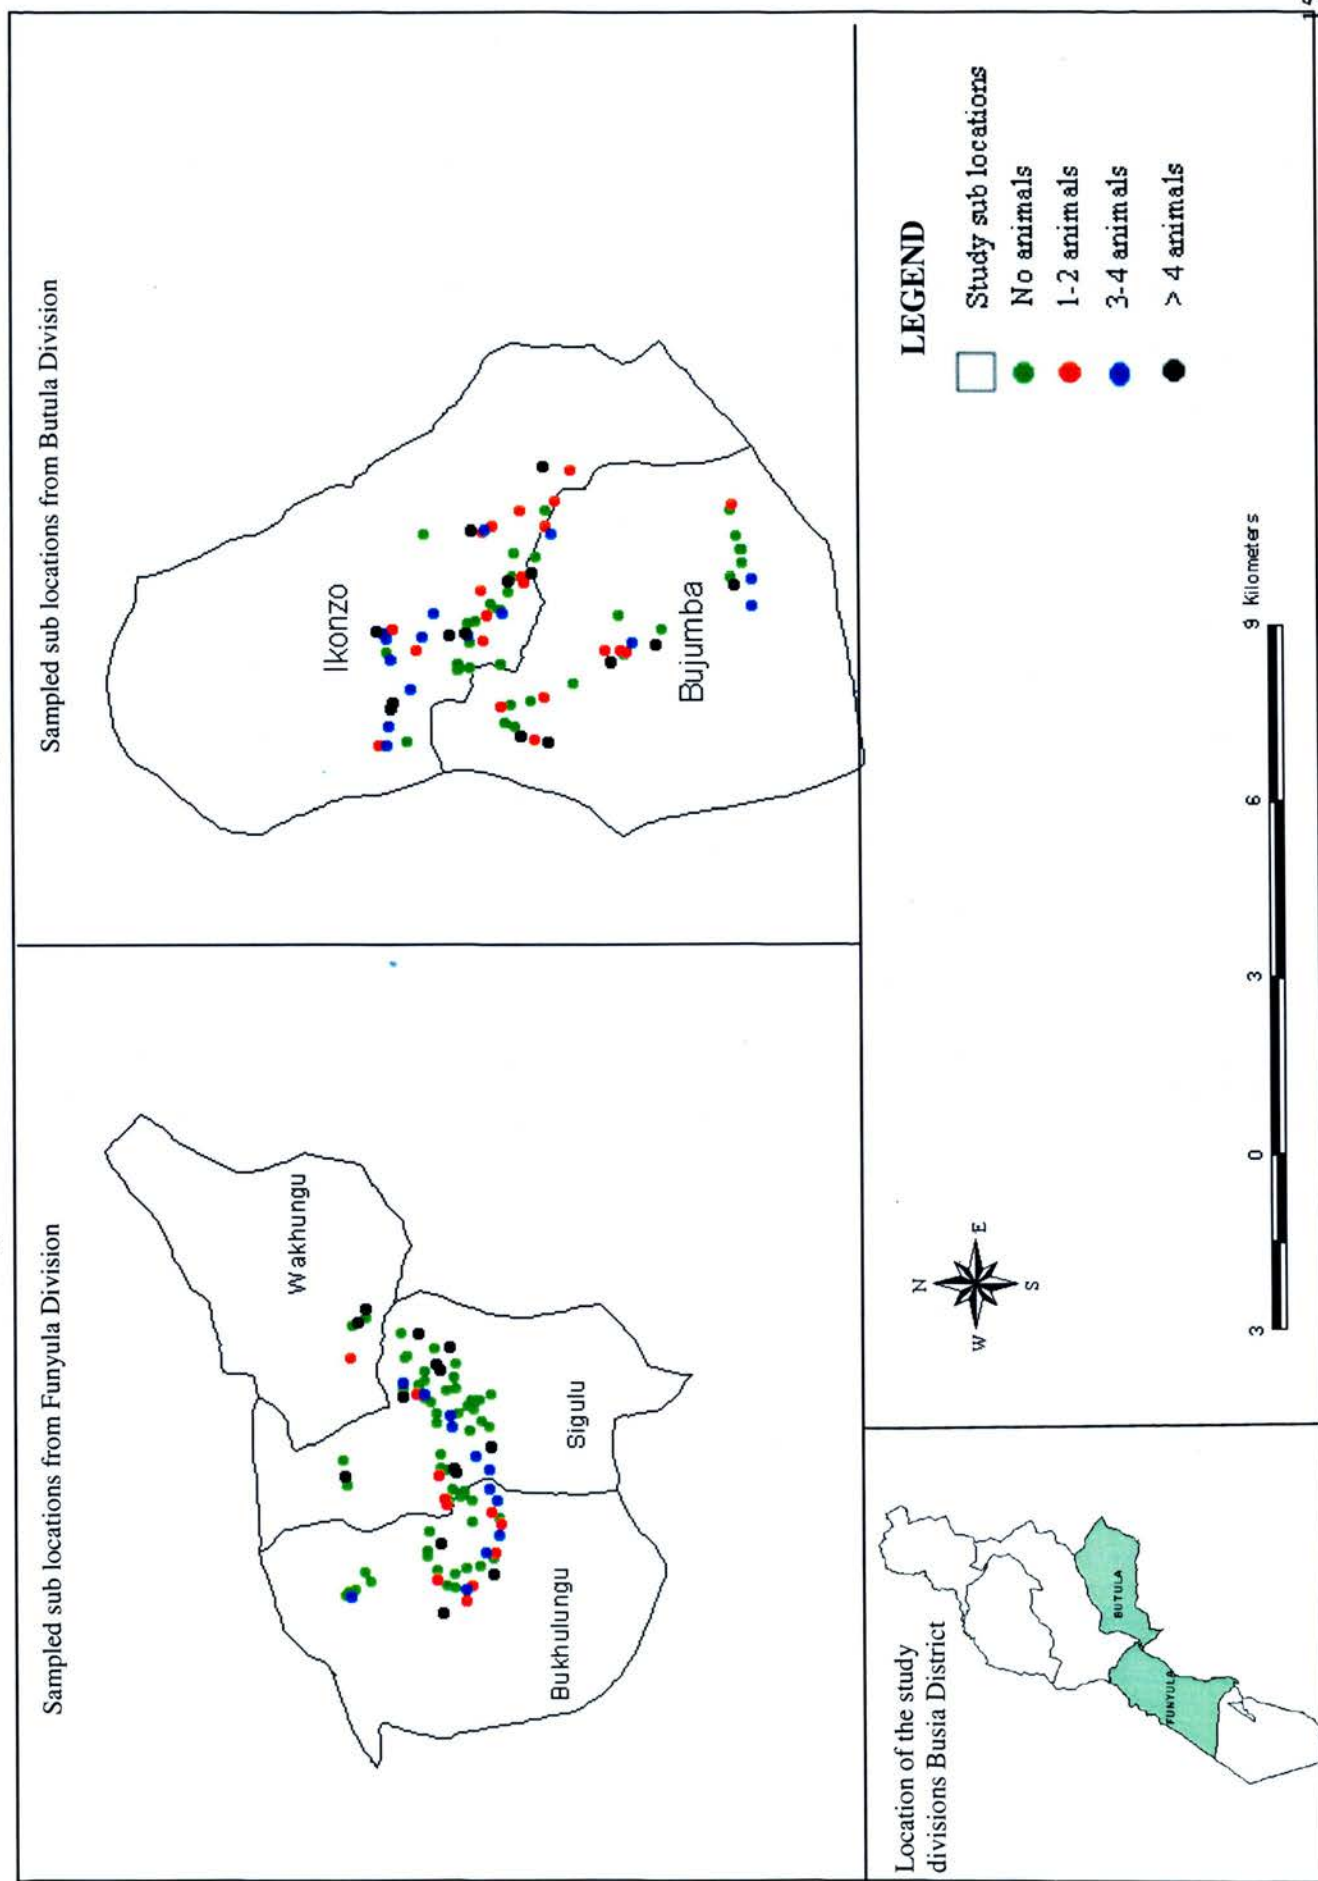 Sampled sub locations from Funyula Division
Wakhungu
Sigulu
Bukhulungu
Sampled sub locations from Butula Division
Ikonzo
Bujumba
Location of the study
divisions Busia District
BUTULA
FUNYULA
N
W
E
S
3 0 3 6 9 Kilometers
LEGEND
Study sub locations
No animals
1-2 animals
3-4 animals
> 4 animals